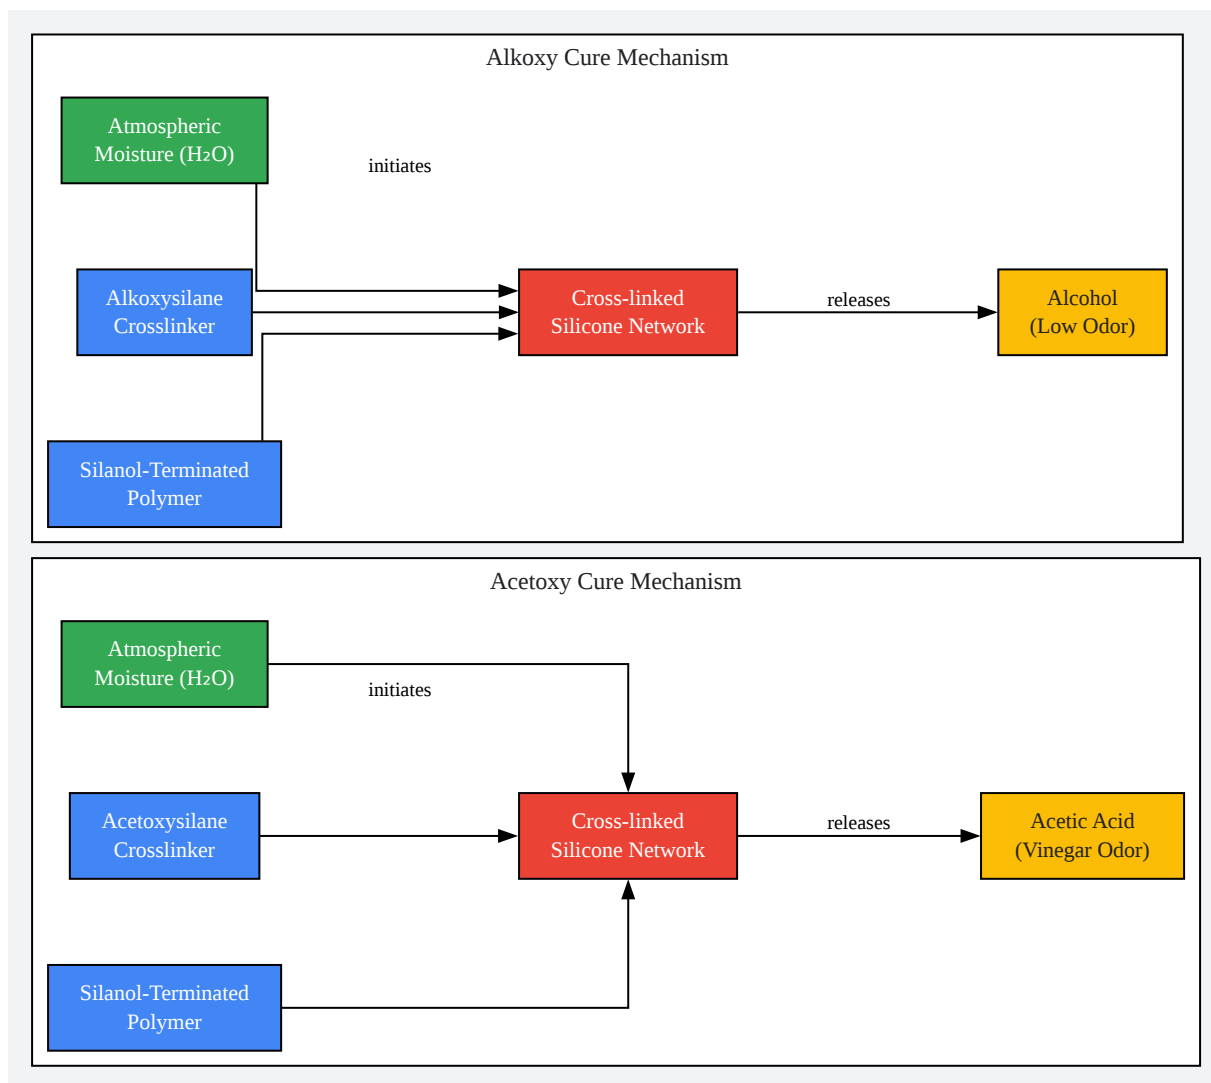 Alkoxy Cure Mechanism
Atmospheric
Moisture (H₂O)
initiates
Alkoxysilane
Crosslinker
Cross-linked
Silicone Network
releases
Alcohol
(Low Odor)
Silanol-Terminated
Polymer
Acetoxy Cure Mechanism
Atmospheric
Moisture (H₂O)
initiates
Acetoxysilane
Crosslinker
Cross-linked
Silicone Network
releases
Acetic Acid
(Vinegar Odor)
Silanol-Terminated
Polymer